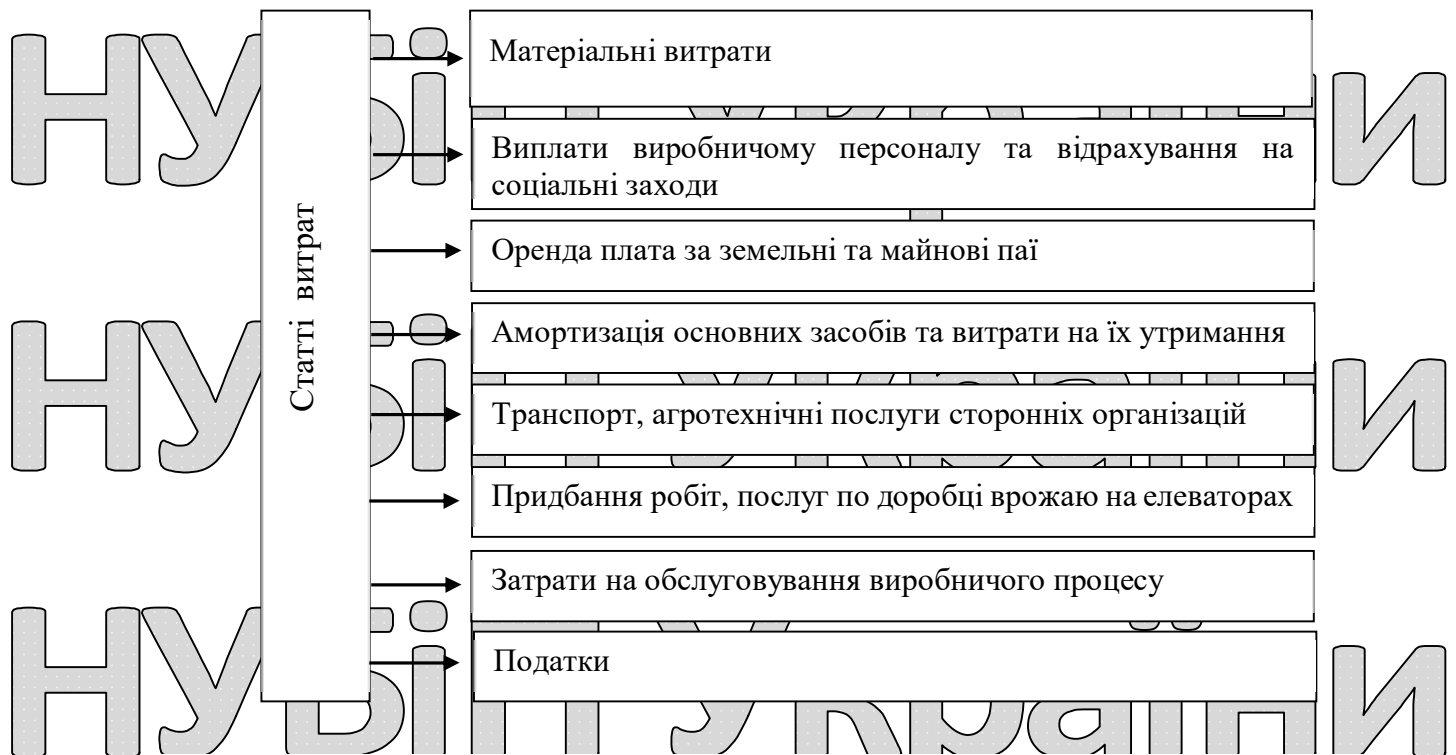 Статті витрат
Матеріальні витрати
Виплати виробничому персоналу та відрахування на
соціальні заходи
Оренда плата за земельні та майнові паї
Амортизація основних засобів та витрати на їх утримання
Транспорт, агротехнічні послуги сторонніх організацій
Придбання робіт, послуг по доробці врожаю на елеваторах
Затрати на обслуговування виробничого процесу
Податки